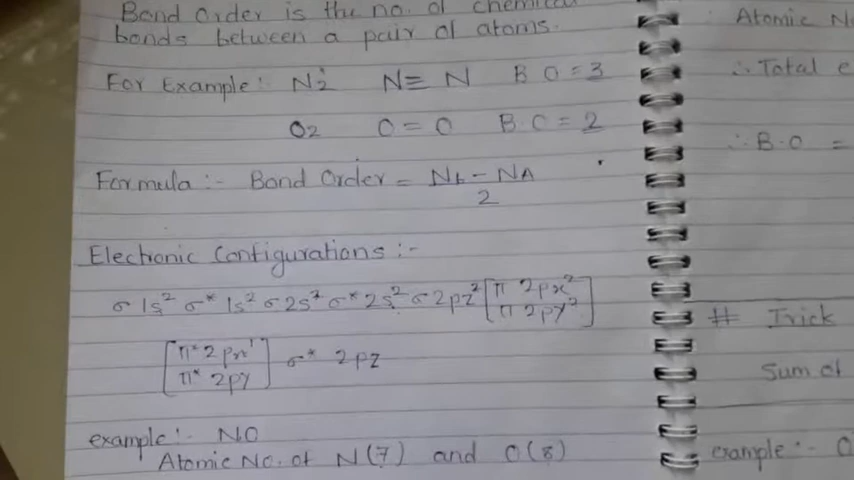 Bond Order is the no. of chemical
bonds between a pair of atoms.
For Example:- N₂ N≡N B.O = 3
O₂ O=O B.O = 2
Formula:- Bond Order = (Nb - NA)/2
Electronic Configurations:-
σ 1s² σ* 1s² σ 2s² σ* 2s² σ 2pz² [π 2px²
π 2py²]
[π* 2px¹
π* 2py] σ* 2pz
example:- NO
Atomic No. of N(7) and O(8)
Atomic
∴ Total
∴ B.O =
# Trick
Sum of
example:- O